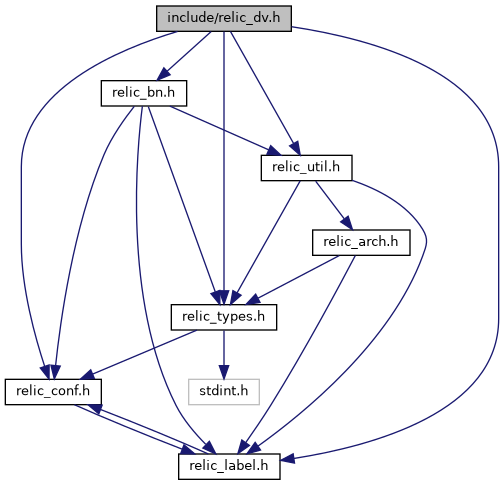 include/relic_dv.h
relic_bn.h
relic_util.h
relic_arch.h
relic_types.h
relic_conf.h
stdint.h
relic_label.h